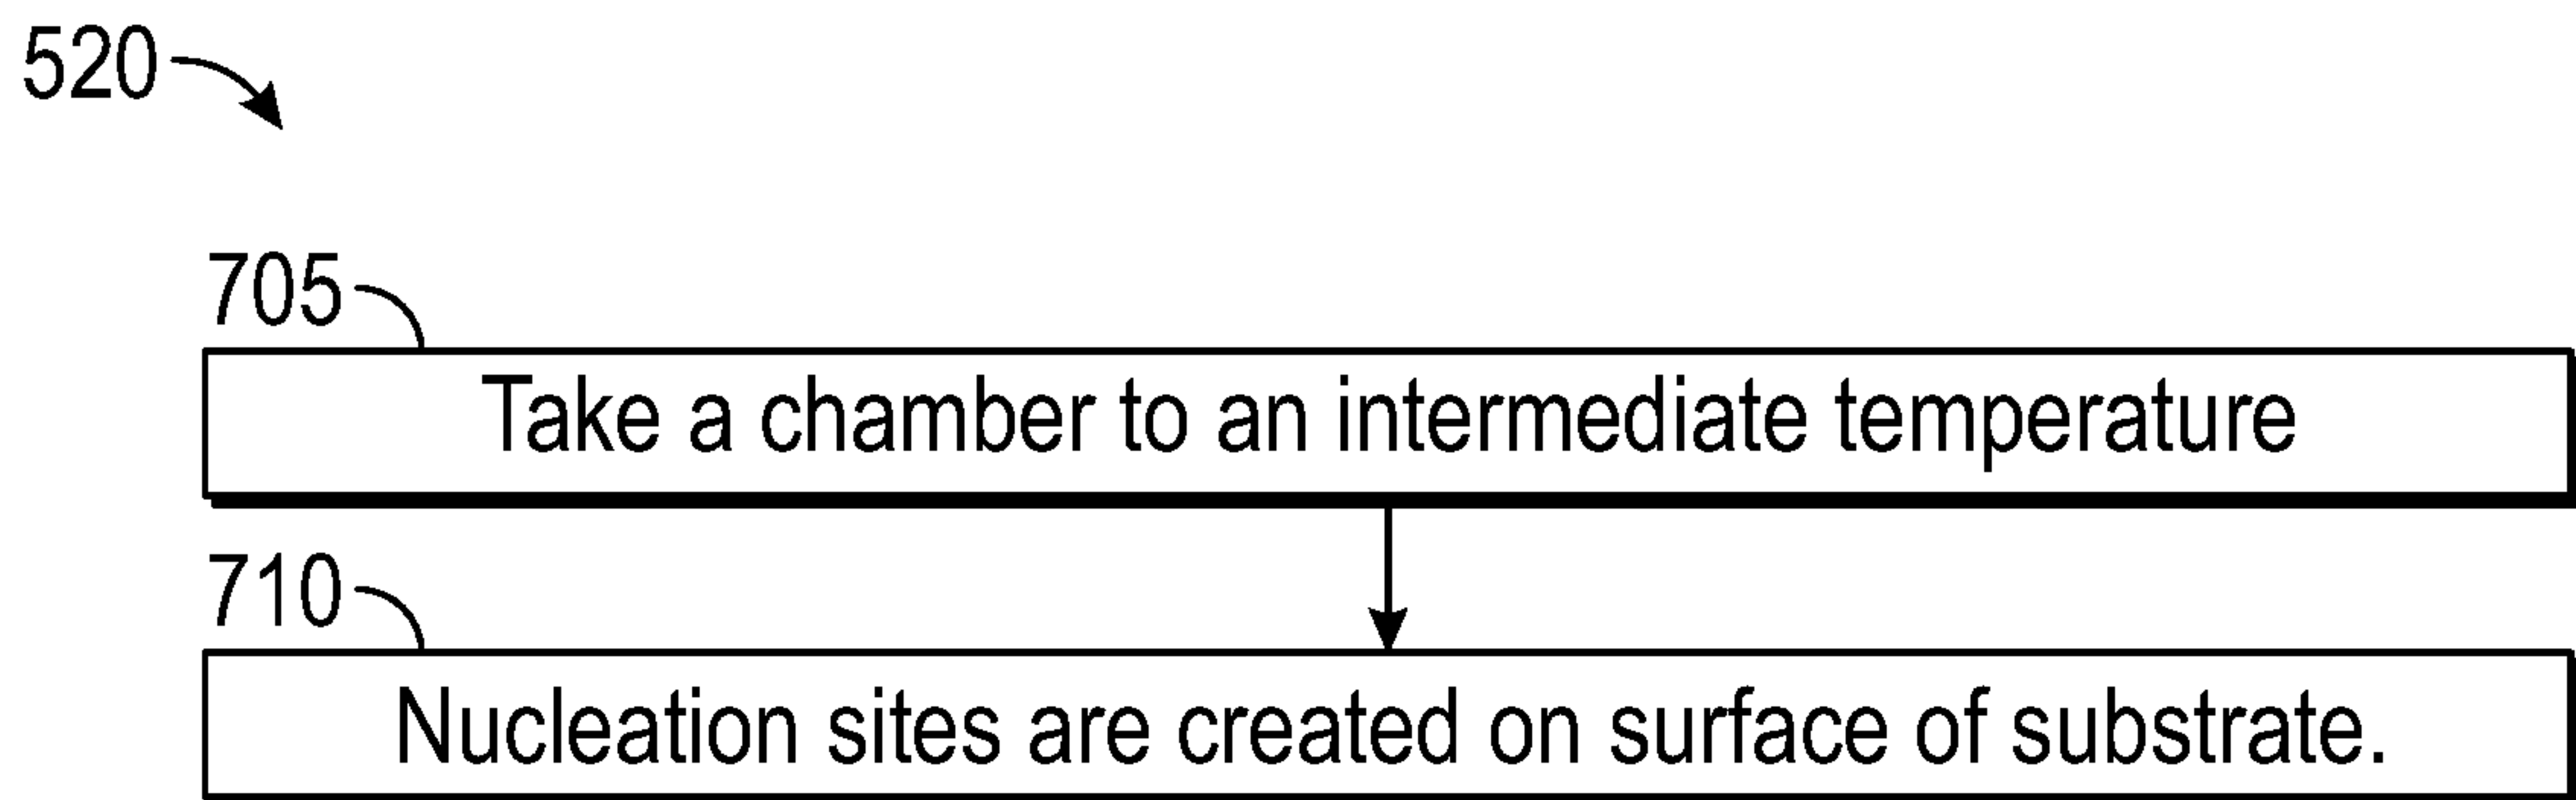 520
705
Take a chamber to an intermediate temperature
710
Nucleation sites are created on surface of substrate.